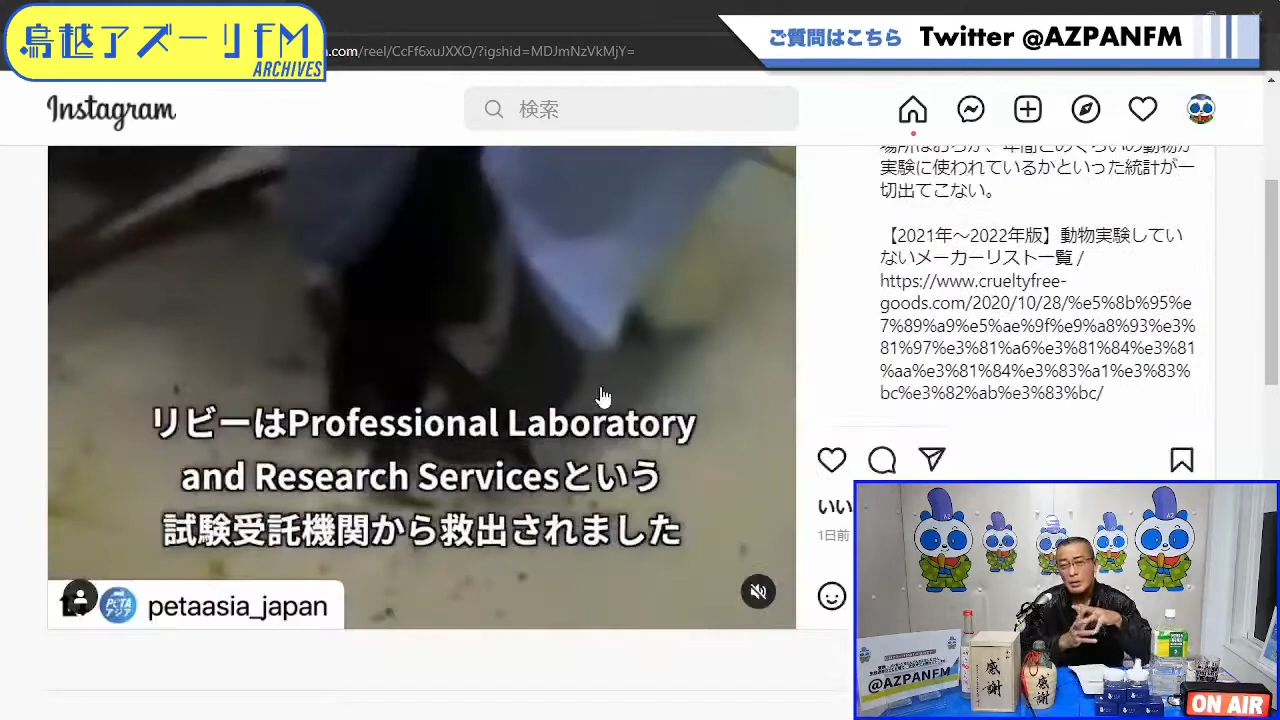 鳥越アズーリFM
ARCHIVES
.com/reel/CcFf6xuJXXO/?igshid=MDJmNzVkMjY=
ご質問はこちら Twitter @AZPANFM
Instagram
検索
実験に使われているかといった統計が一
切出てこない。
【2021年～2022年版】動物実験してい
ないメーカーリスト一覧 /
https://www.crueltyfree-
goods.com/2020/10/28/%e5%8b%95%e
7%89%a9%e5%ae%9f%e9%a8%93%e3%
81%97%e3%81%a6%e3%81%84%e3%81
%aa%e3%81%84%e3%83%a1%e3%83%
bc%e3%82%ab%e3%83%bc/
リビーはProfessional Laboratory
and Research Servicesという
試験受託機関から救出されました
PETA
アジア
petaasia_japan
いい
1日前
@AZPANFM
感謝
感謝
ON AIR